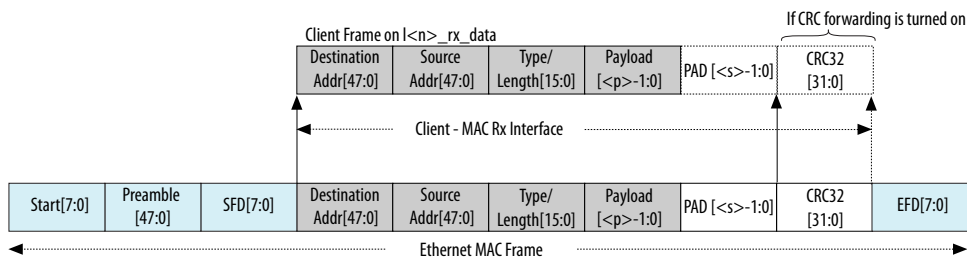 If CRC forwarding is turned on
Client Frame on l<n>_rx_data
Destination Addr[47:0]
Source Addr[47:0]
Type/ Length[15:0]
Payload [<p>-1:0]
PAD [<s>-1:0]
CRC32 [31:0]
Client - MAC Rx Interface
Start[7:0]
Preamble [47:0]
SFD[7:0]
Destination Addr[47:0]
Source Addr[47:0]
Type/ Length[15:0]
Payload [<p>-1:0]
PAD [<s>-1:0]
CRC32 [31:0]
EFD[7:0]
Ethernet MAC Frame